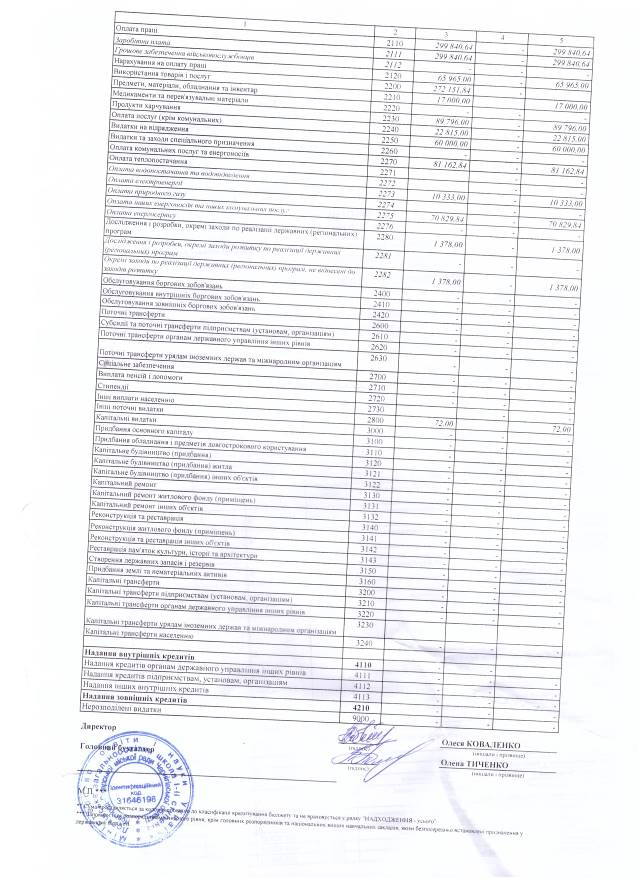 1 2 3 4 5
Оплата праці 2110 299 840,64 - 299 840,64
Заробітна плата 2111 299 840,64 - 299 840,64
Грошове забезпечення військовослужбовців 2112 - - -
Нарахування на оплату праці 2120 65 965,00 - 65 965,00
Використання товарів і послуг 2200 272 151,84
Предмети, матеріали, обладнання та інвентар 2210 17 000,00 - 17 000,00
Медикаменти та перев'язувальні матеріали 2220 - - -
Продукти харчування 2230 89 796,00 - 89 796,00
Оплата послуг (крім комунальних) 2240 22 815,00 - 22 815,00
Видатки на відрядження 2250 60 000,00 - 60 000,00
Видатки та заходи спеціального призначення 2260 - - -
Оплата комунальних послуг та енергоносіїв 2270 81 162,84 - 81 162,84
Оплата теплопостачання 2271 - - -
Оплата водопостачання та водовідведення 2272
Оплата електроенергії 2273 10 333,00 - 10 333,00
Оплата природного газу 2274
Оплата інших енергоносіїв та інших комунальних послуг 2275 70 829,84 - 70 829,84
Оплата енергосервісу 2276
Дослідження і розробки, окремі заходи по реалізації державних (регіональних)
програм 2280 1 378,00 - 1 378,00
Дослідження і розробки, окремі заходи розвитку по реалізації державних
(регіональних) програм 2281 - - -
Окремі заходи по реалізації державних (регіональних) програм, не віднесені до
заходів розвитку 2282 1 378,00 - 1 378,00
Обслуговування боргових зобов'язань 2400 - - -
Обслуговування внутрішніх боргових зобов'язань 2410 - - -
Обслуговування зовнішніх боргових зобов'язань 2420 - - -
Поточні трансферти 2600 - - -
Субсидії та поточні трансферти підприємствам (установам, організаціям) 2610 - - -
Поточні трансферти органам державного управління інших рівнів 2620 - - -
Поточні трансферти урядам іноземних держав та міжнародним організаціям 2630 - - -
Соціальне забезпечення 2700 - - -
Виплата пенсій і допомоги 2710 - - -
Стипендії 2720 - - -
Інші виплати населенню 2730 - - -
Інші поточні видатки 2800 72,00 - 72,00
Капітальні видатки 3000 - - -
Придбання основного капіталу 3100 - - -
Придбання обладнання і предметів довгострокового користування 3110 - - -
Капітальне будівництво (придбання) 3120 - - -
Капітальне будівництво (придбання) житла 3121 - - -
Капітальне будівництво (придбання) інших об'єктів 3122 - - -
Капітальний ремонт 3130 - - -
Капітальний ремонт житлового фонду (приміщень) 3131 - - -
Капітальний ремонт інших об'єктів 3132 - - -
Реконструкція та реставрація 3140 - - -
Реконструкція житлового фонду (приміщень) 3141 - - -
Реконструкція та реставрація інших об'єктів 3142 - - -
Реставрація пам'яток культури, історії та архітектури 3143 - - -
Створення державних запасів і резервів 3150 - - -
Придбання землі та нематеріальних активів 3160 - - -
Капітальні трансферти 3200 - - -
Капітальні трансферти підприємствам (установам, організаціям) 3210 - - -
Капітальні трансферти органам державного управління інших рівнів 3220 - - -
Капітальні трансферти урядам іноземних держав та міжнародним організаціям 3230 - - -
Капітальні трансферти населенню 3240 - - -
Надання внутрішніх кредитів 4110 - - -
Надання кредитів органам державного управління інших рівнів 4111 - - -
Надання кредитів підприємствам, установам, організаціям 4112 - - -
Надання інших внутрішніх кредитів 4113 - - -
Надання зовнішніх кредитів 4210 - - -
Нерозподілені видатки 9000 - - -
Директор
(підпис)
Олеся КОВАЛЕНКО
(ініціали і прізвище)
Головний бухгалтер
(підпис)
Олена ТИЧЕНКО
(ініціали і прізвище)
М.П.
Ідентифікаційний
код
31646198